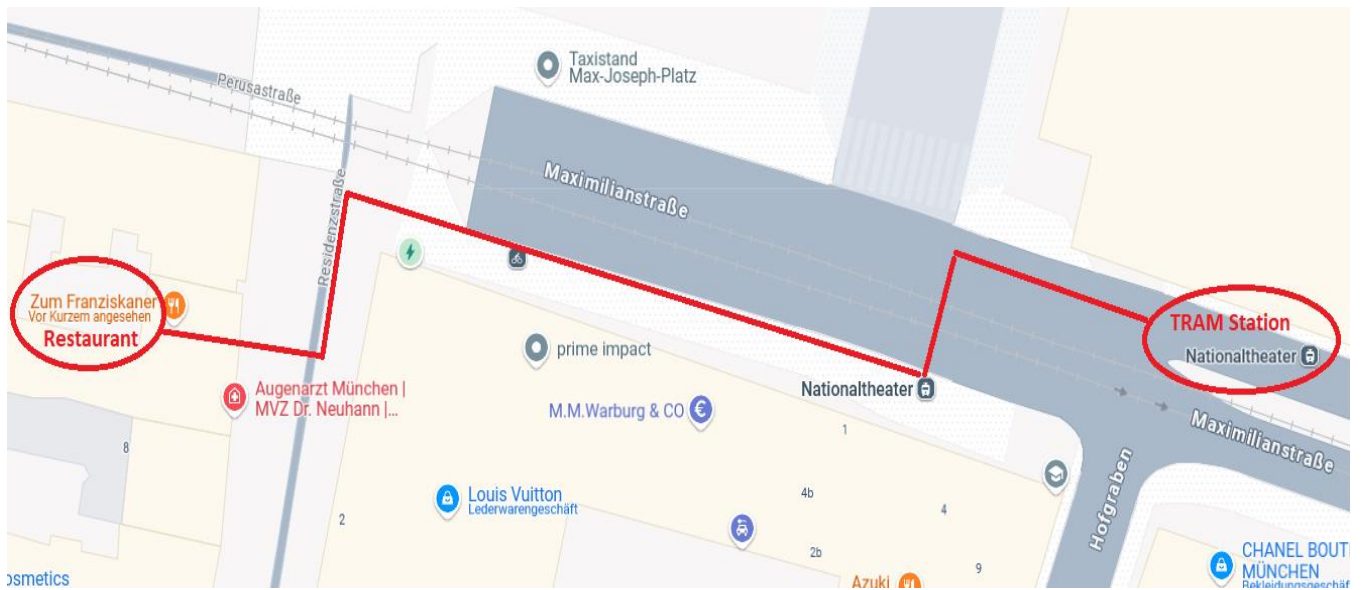 Taxistand
Max-Joseph-Platz
Perusastraße
Maximilianstraße
Residenzstraße
Zum Franziskaner
Vor Kurzem angesehen
Restaurant
TRAM Station
Nationaltheater
prime impact
Nationaltheater
Augenarzt München |
MVZ Dr. Neuhann |...
M.M.Warburg & CO
1
Maximilianstraße
8
Louis Vuitton
Lederwarengeschäft
2
4b
4
Hofgraben
2b
9
CHANEL BOUTI
MÜNCHEN
Bekleidungsgeschäf
Azuki
osmetics